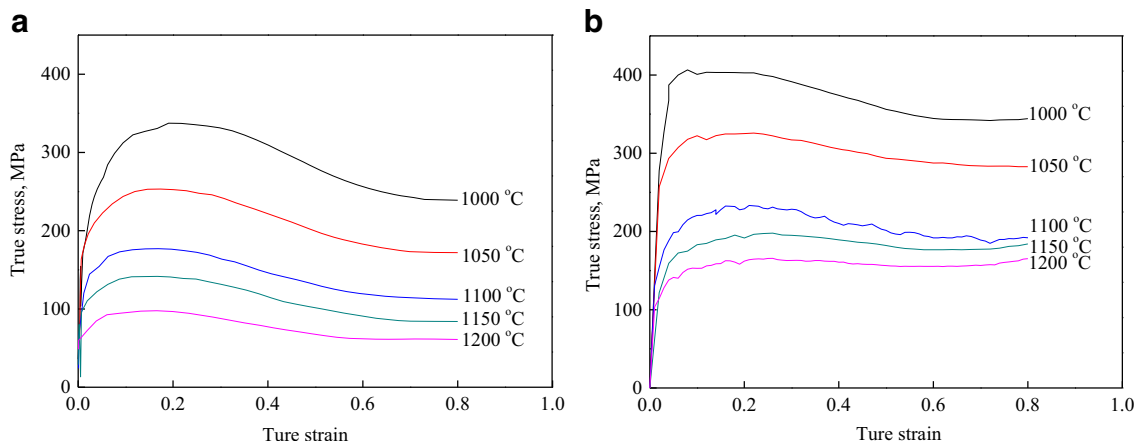 a
True stress, MPa
400
300
200
100
0
0.0 0.2 0.4 0.6 0.8 1.0
Ture strain
1000 °C
1050 °C
1100 °C
1150 °C
1200 °C
b
True stress, MPa
400
300
200
100
0
0.0 0.2 0.4 0.6 0.8 1.0
Ture strain
1000 °C
1050 °C
1100 °C
1150 °C
1200 °C